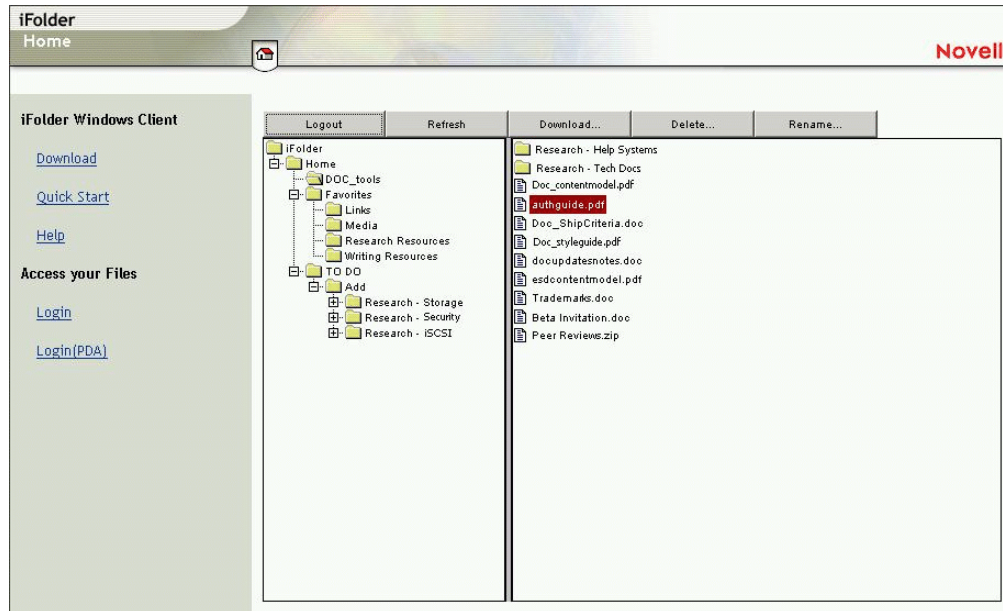 iFolder
Home
Novell
iFolder Windows Client
Download
Quick Start
Help
Access your Files
Login
Login(PDA)
Logout
Refresh
Download...
Delete...
Rename...
iFolder
Home
DOC_tools
Favorites
Links
Media
Research Resources
Writing Resources
TO DO
Add
Research - Storage
Research - Security
Research - iSCSI
Research - Help Systems
Research - Tech Docs
Doc_contentmodel.pdf
authguide.pdf
Doc_ShipCriteria.doc
Doc_styleguide.pdf
docupdatesnotes.doc
esdcontentmodel.pdf
Trademarks.doc
Beta Invitation.doc
Peer Reviews.zip